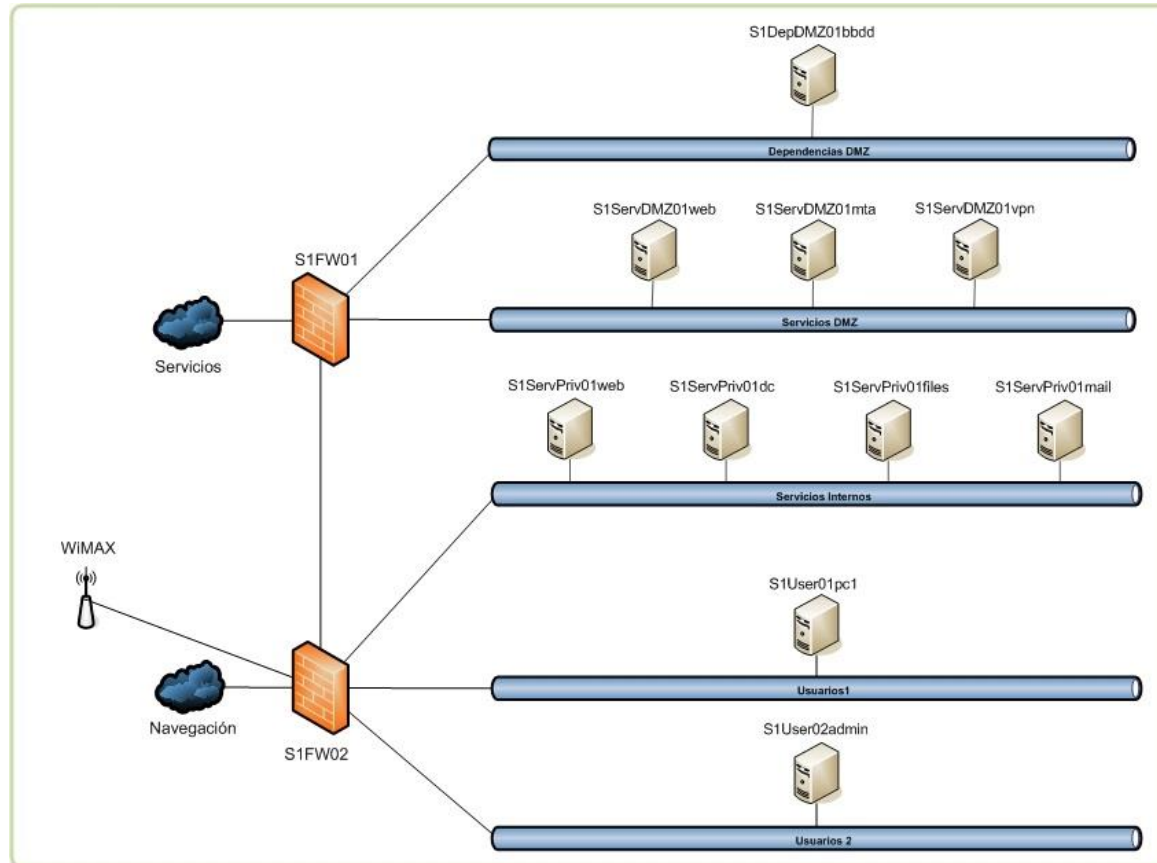 S1DepDMZ01bbdd
Dependencias DMZ
S1ServDMZ01web
S1ServDMZ01mta
S1ServDMZ01vpn
S1FW01
Servicios DMZ
Servicios
S1ServPriv01web
S1ServPriv01dc
S1ServPriv01files
S1ServPriv01mail
Servicios Internos
WiMAX
S1User01pc1
Usuarios1
Navegación
S1FW02
S1User02admin
Usuarios 2